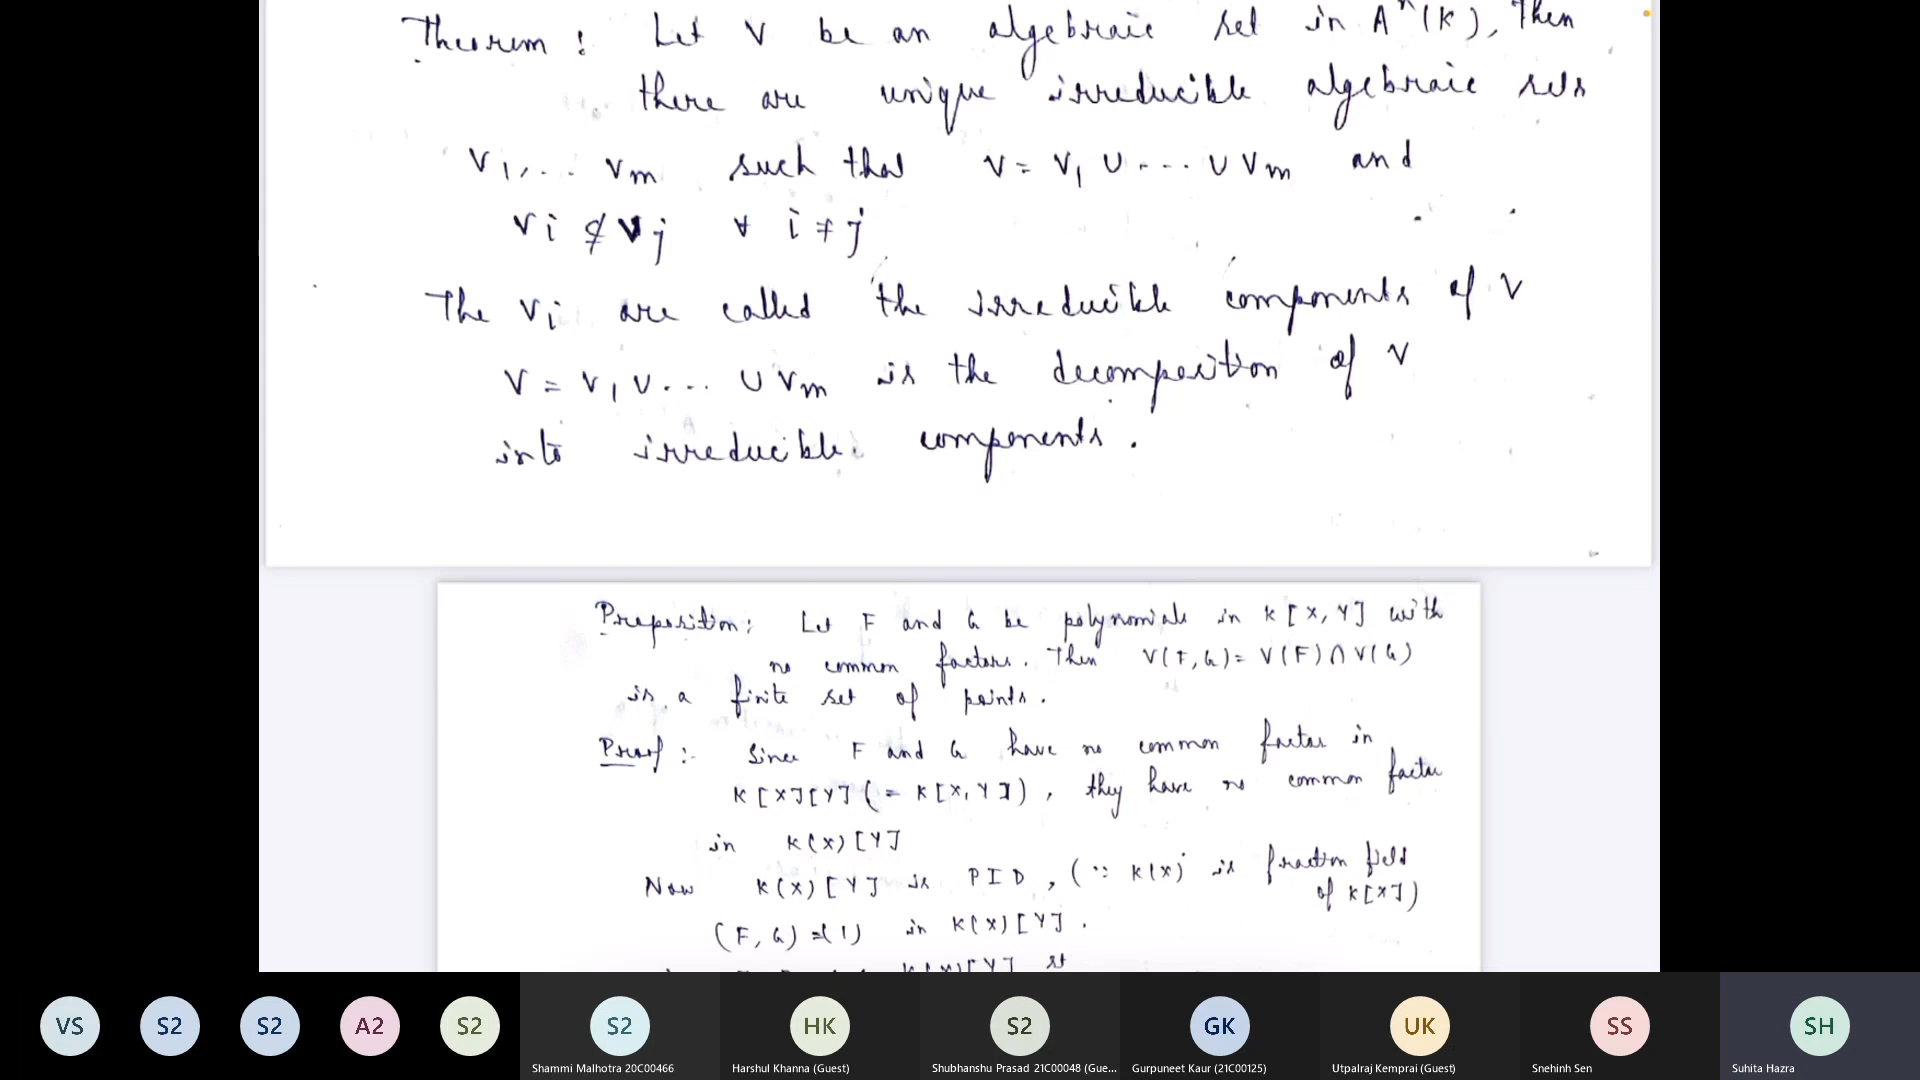 Theorem : Let V be an algebraic set in Aⁿ(K), Then
there are unique irreducible algebraic sets
V₁,... Vₘ such that V = V₁ ∪ ... ∪ Vₘ and
Vᵢ ⊄ Vⱼ ∀ i ≠ j
The Vᵢ are called the irreducible components of V
V = V₁ ∪ ... ∪ Vₘ is the decomposition of V
into irreducible components.
Proposition: Let F and G be polynomials in K[X,Y] with
no common factors. Then V(F,G) = V(F) ∩ V(G)
is a finite set of points.
Proof :- Since F and G have no common factor in
K[X][Y] (= K[X,Y]), they have no common factor
in K(X)[Y]
Now K(X)[Y] is PID, (∵ K(X) is fraction field
of K[X])
(F,G) = (1) in K(X)[Y].
K(X)[Y] st
VS
S2
S2
A2
S2
S2
HK
S2
GK
UK
SS
SH
Shammi Malhotra 20C00466
Harshul Khanna (Guest)
Shubhanshu Prasad 21C00048 (Gue...
Gurpuneet Kaur (21C00125)
Utpalraj Kemprai (Guest)
Snehinh Sen
Suhita Hazra